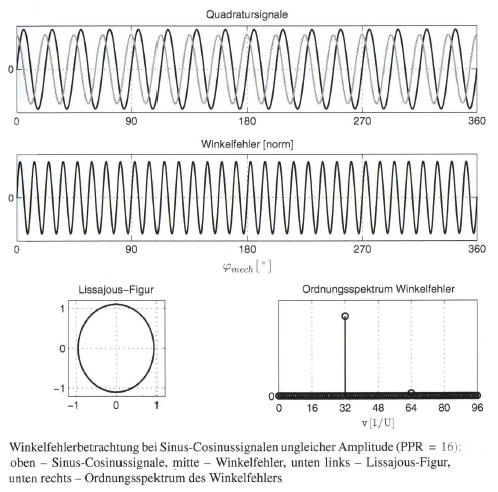 Quadratursignale
0
0 90 180 270 360
Winkelfehler [norm]
0
0 90 180 270 360
φmech [°]
Lissajous−Figur
1
0
−1
−1 0 1
Ordnungsspektrum Winkelfehler
0
0 16 32 48 64 80 96
v [1/U]
Winkelfehlerbetrachtung bei Sinus-Cosinussignalen ungleicher Amplitude (PPR = 16):
oben – Sinus-Cosinussignale, mitte – Winkelfehler, unten links – Lissajous-Figur,
unten rechts – Ordnungsspektrum des Winkelfehlers